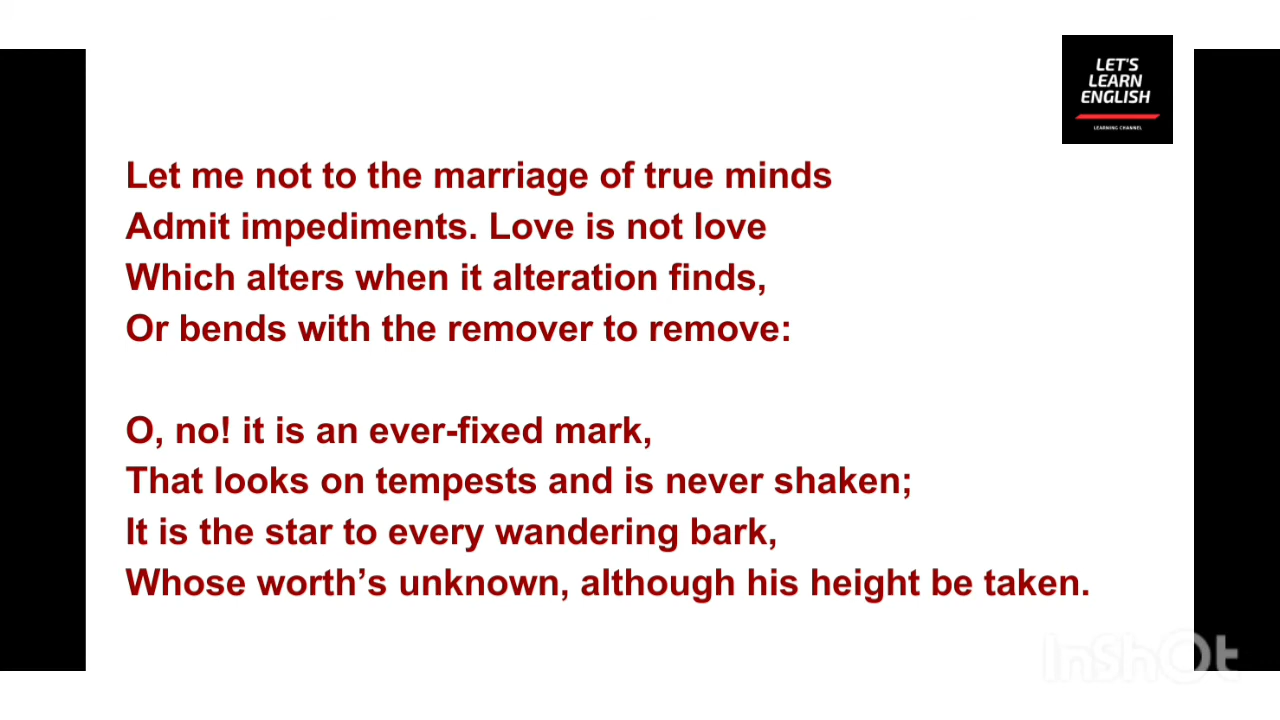 LET'S
LEARN
ENGLISH
LEARNING CHANNEL
Let me not to the marriage of true minds
Admit impediments. Love is not love
Which alters when it alteration finds,
Or bends with the remover to remove:
O, no! it is an ever-fixed mark,
That looks on tempests and is never shaken;
It is the star to every wandering bark,
Whose worth’s unknown, although his height be taken.
InShOt